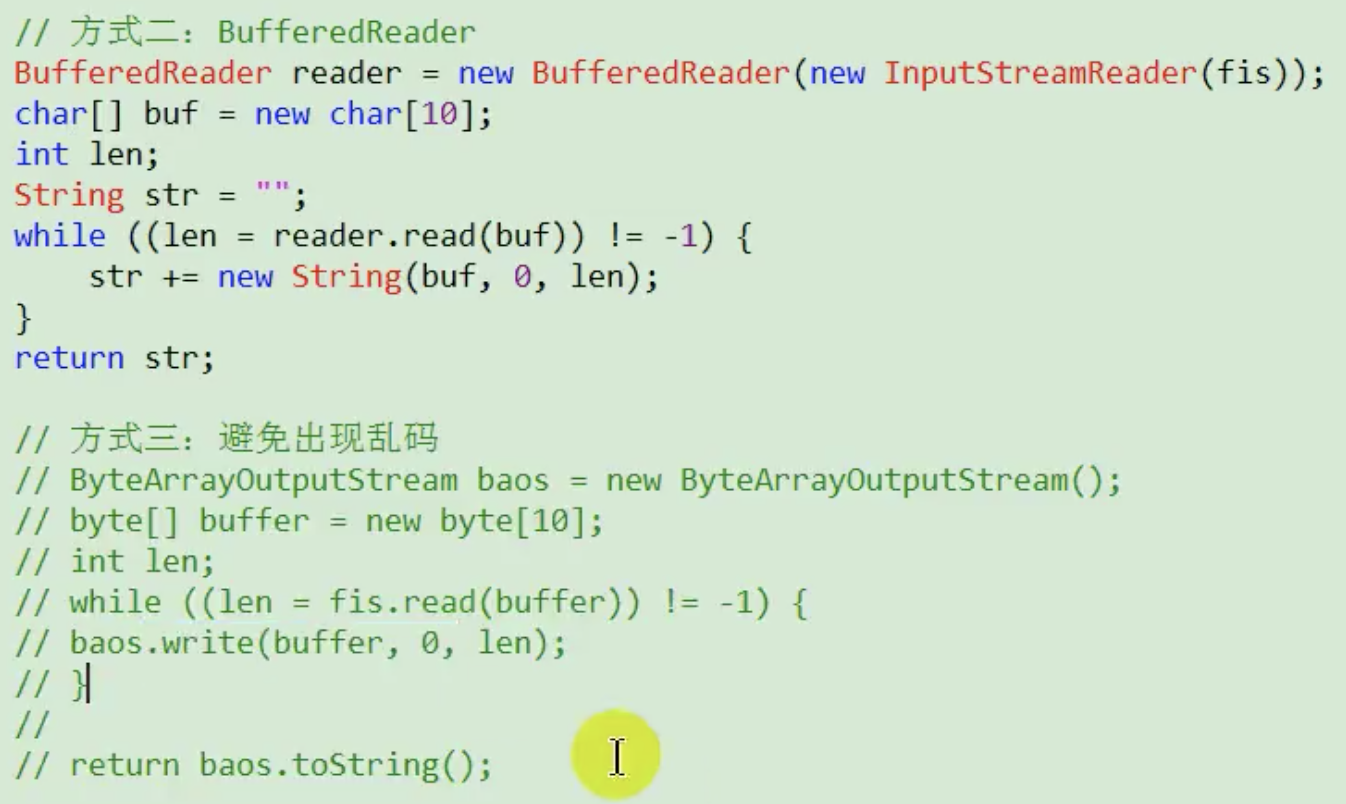 // 方式二：BufferedReader
BufferedReader reader = new BufferedReader(new InputStreamReader(fis));
char[] buf = new char[10];
int len;
String str = "";
while ((len = reader.read(buf)) != -1) {
    str += new String(buf, 0, len);
}
return str;

// 方式三：避免出现乱码
// ByteArrayOutputStream baos = new ByteArrayOutputStream();
// byte[] buffer = new byte[10];
// int len;
// while ((len = fis.read(buffer)) != -1) {
// baos.write(buffer, 0, len);
// }
//
// return baos.toString();